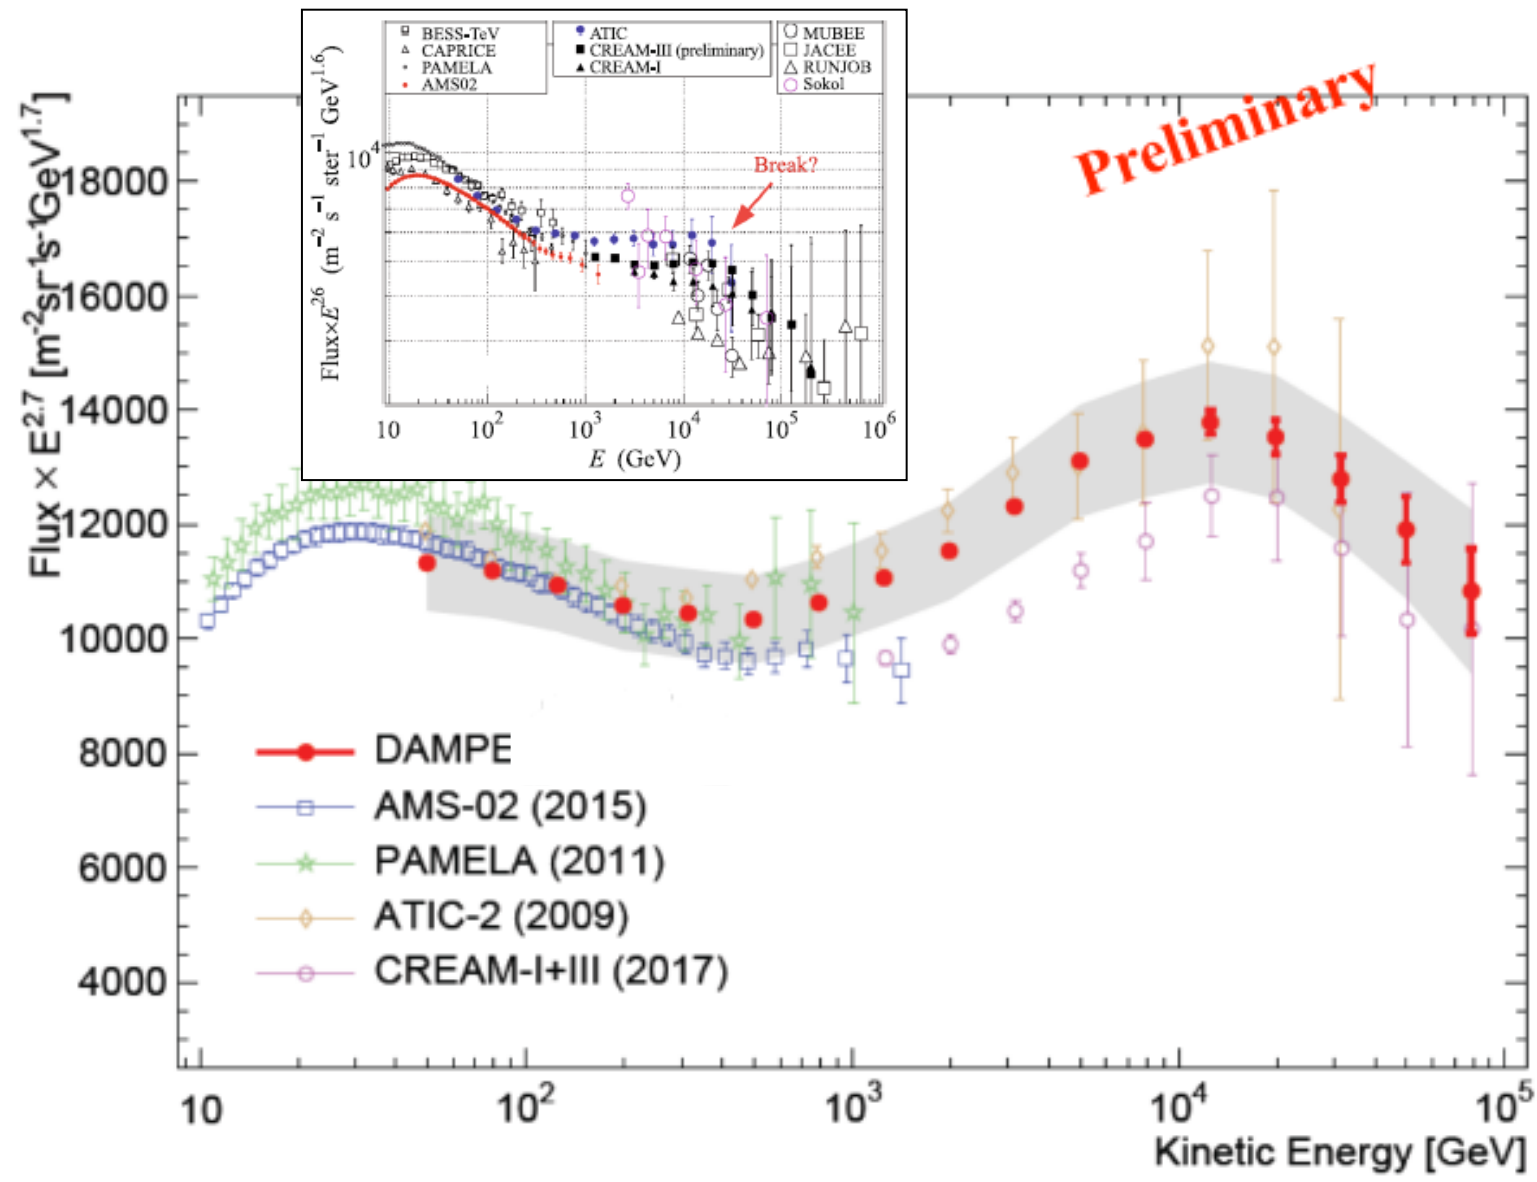 BESS-TeV
CAPRICE
PAMELA
AMS02
ATIC
CREAM-III (preliminary)
CREAM-I
MUBEE
JACEE
RUNJOB
Sokol
Flux×E^26 (m^−2 s^−1 ster^−1 GeV^1.6)
10^4
Break?
10 10^2 10^3 10^4 10^5 10^6
E (GeV)
Preliminary
Flux × E^2.7 [m^-2sr^-1s^-1GeV^1.7]
18000
16000
14000
12000
10000
8000
6000
4000
DAMPE
AMS-02 (2015)
PAMELA (2011)
ATIC-2 (2009)
CREAM-I+III (2017)
10 10^2 10^3 10^4 10^5
Kinetic Energy [GeV]